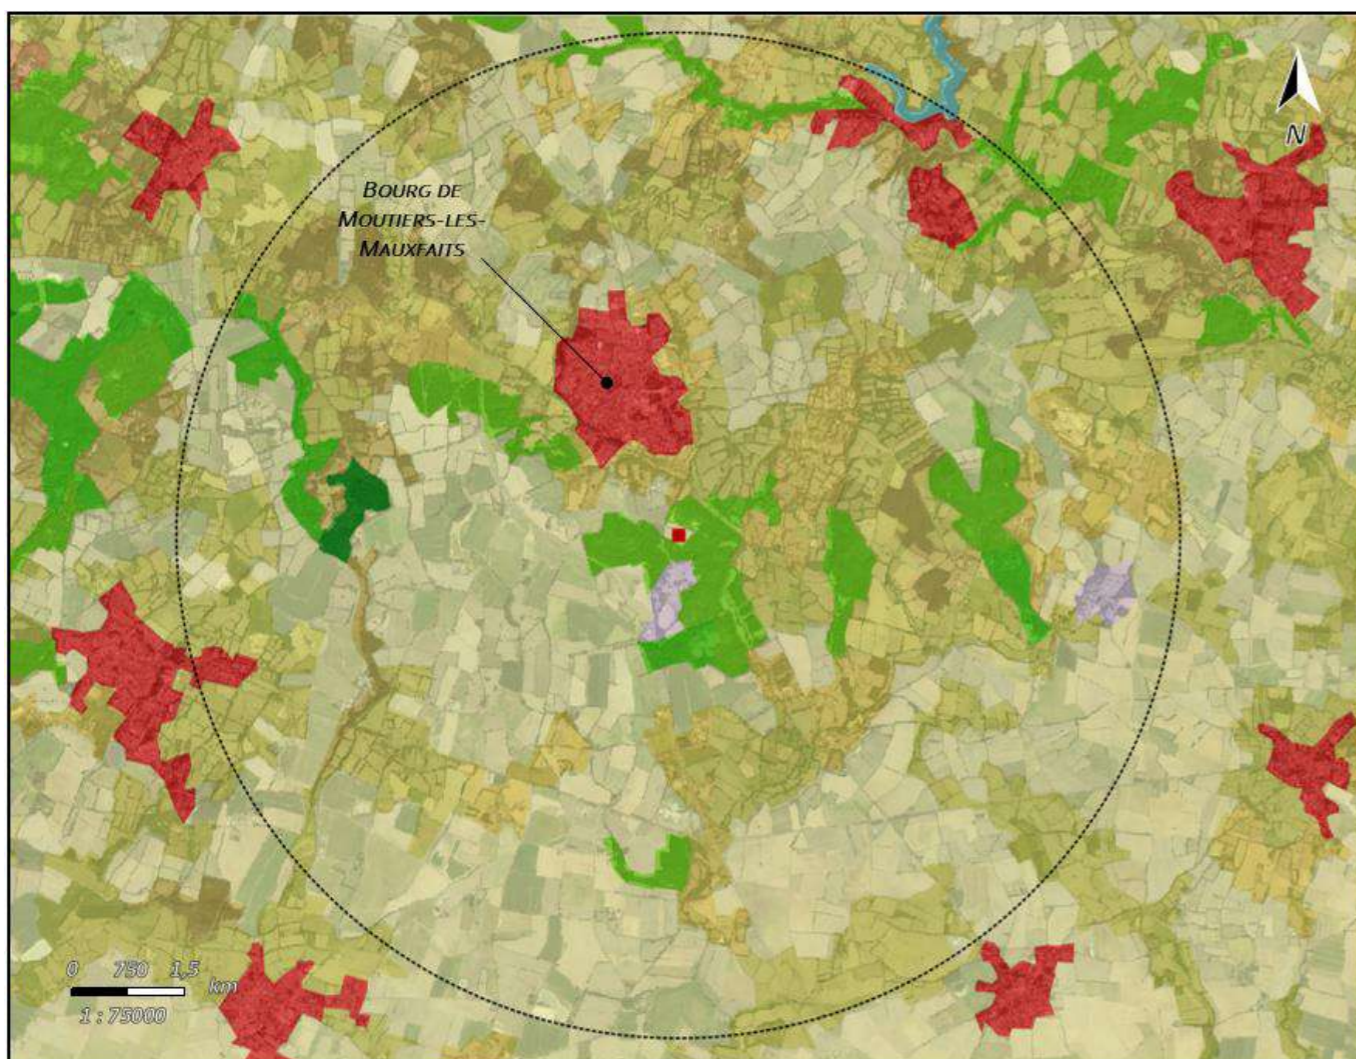 N
BOURG DE
MOUTIERS-LES-
MAUXFAITS
0 750 1,5
km
1 : 75000